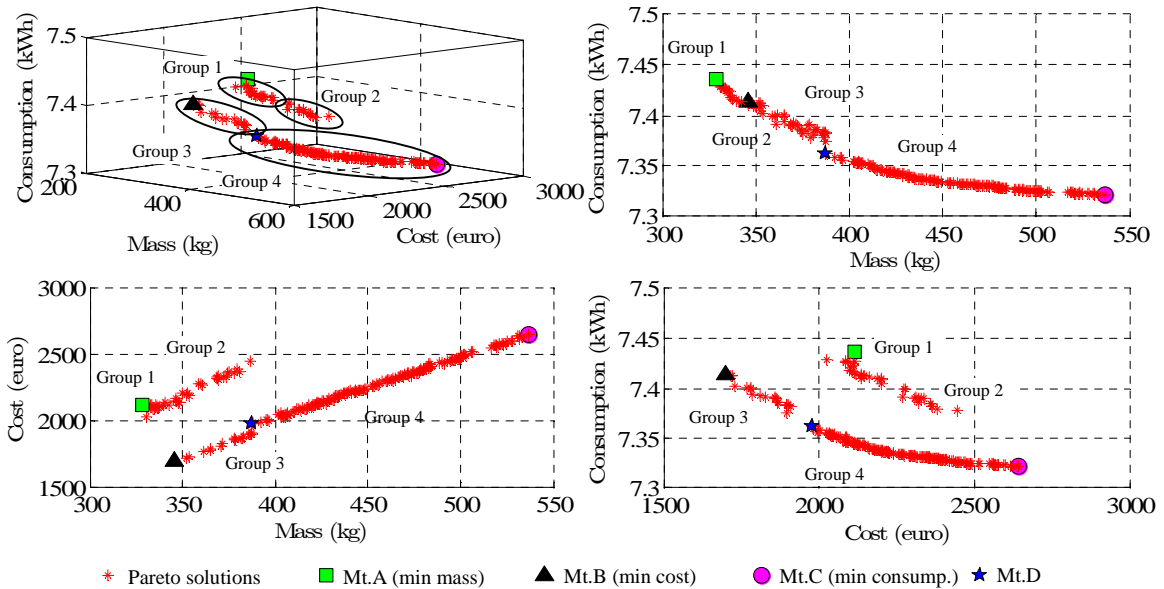 7.5
7.4
7.3
200
400
600
1500
2000
2500
3000
Consumption (kWh)
Mass (kg)
Cost (euro)
Group 1
Group 2
Group 3
Group 4
7.5
7.45
7.4
7.35
7.3
300
350
400
450
500
550
Consumption (kWh)
Mass (kg)
Group 1
Group 3
Group 2
Group 4
3000
2500
2000
1500
300
350
400
450
500
550
Cost (euro)
Mass (kg)
Group 2
Group 1
Group 4
Group 3
7.5
7.45
7.4
7.35
7.3
1500
2000
2500
3000
Consumption (kWh)
Cost (euro)
Group 1
Group 2
Group 3
Group 4
Pareto solutions Mt.A (min mass) Mt.B (min cost) Mt.C (min consump.) Mt.D